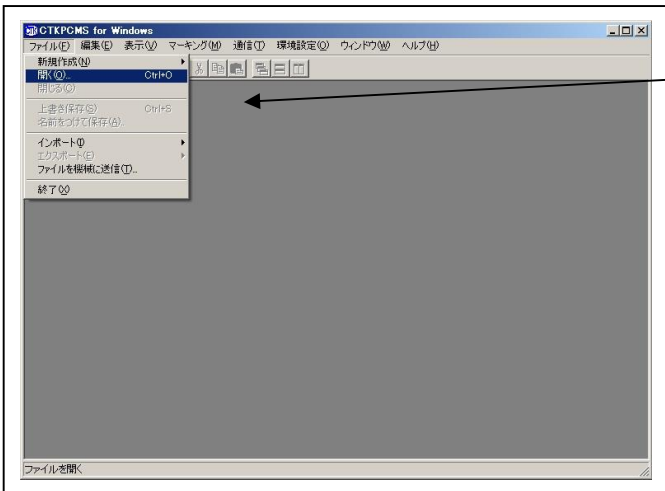 CTKPCMS for Windows
ファイル(F) 編集(E) 表示(V) マーキング(M) 通信(T) 環境設定(O) ウィンドウ(W) ヘルプ(H)
新規作成(N)
開く(O)... Ctrl+O
閉じる(C)
上書き保存(S) Ctrl+S
名前をつけて保存(A)...
インポート(I)
エクスポート(E)
ファイルを機械に送信(T)...
終了(X)
ファイルを開く